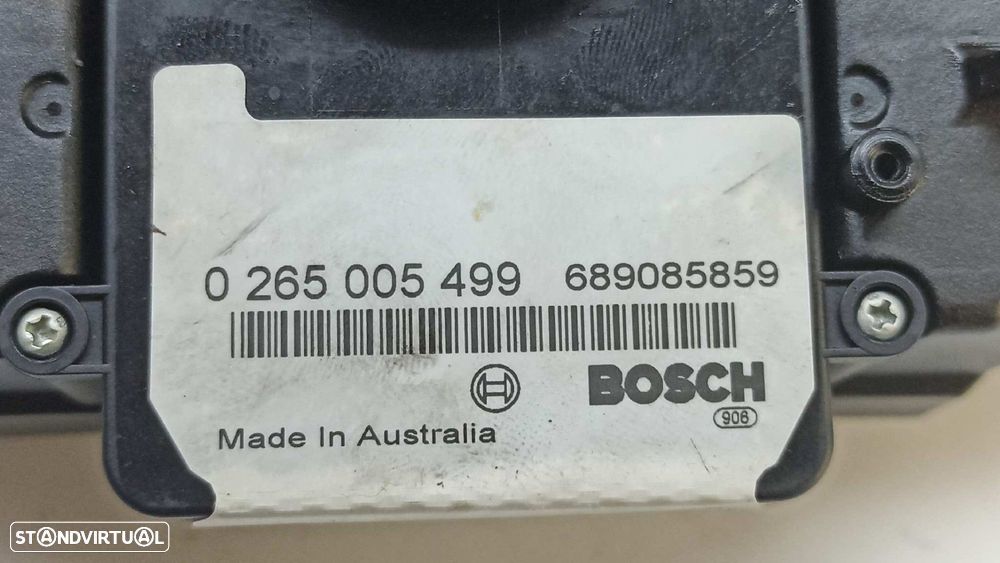 0 265 005 499 689085859
BOSCH
906
Made In Australia
STANDVIRTUAL